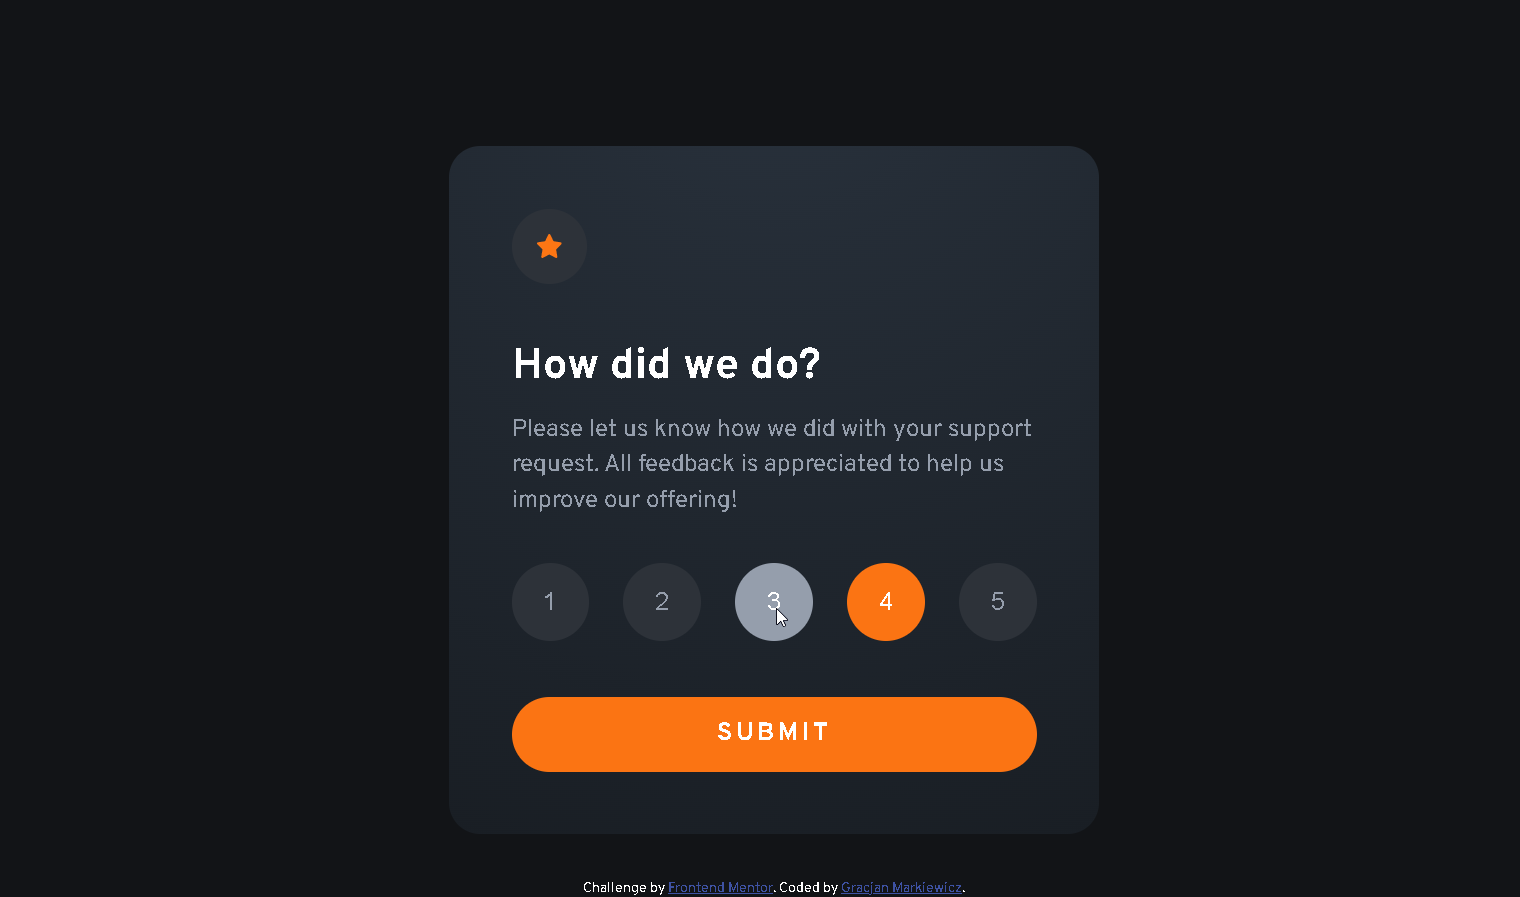 How did we do?
Please let us know how we did with your support
request. All feedback is appreciated to help us
improve our offering!
1 2 3 4 5
SUBMIT
Challenge by Frontend Mentor. Coded by Gracjan Markiewicz.